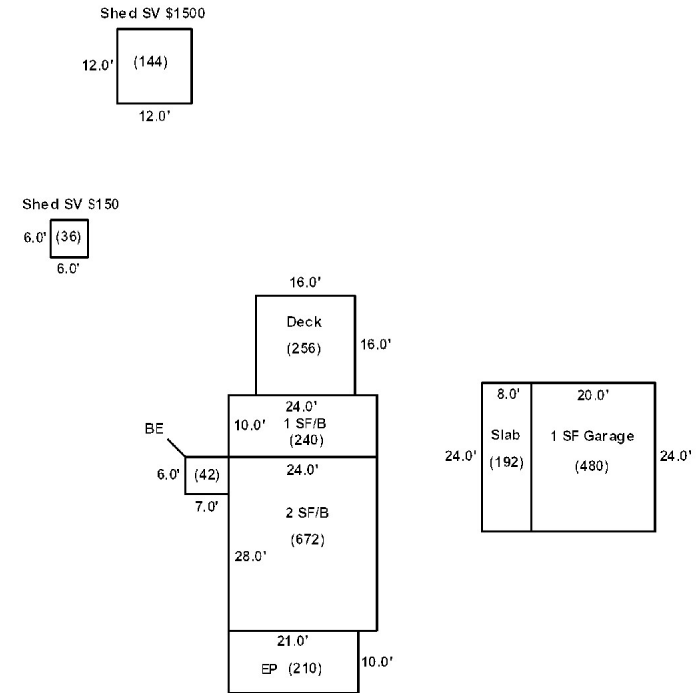 Shed SV $1500
12.0' (144)
12.0'
Shed SV $150
6.0' (36)
6.0'
16.0'
Deck
(256)
16.0'
24.0'
10.0' 1 SF/B
(240)
BE
6.0' (42)
7.0'
24.0'
2 SF/B
(672)
28.0'
21.0'
EP (210) 10.0'
8.0' 20.0'
Slab 1 SF Garage
24.0' (192) (480) 24.0'